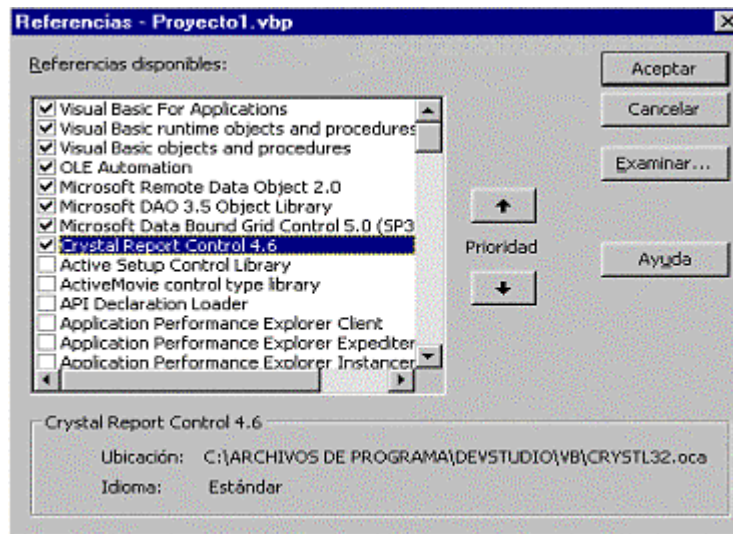 Referencias - Proyecto1.vbp
Referencias disponibles:
Visual Basic For Applications
Visual Basic runtime objects and procedures
Visual Basic objects and procedures
OLE Automation
Microsoft Remote Data Object 2.0
Microsoft DAO 3.5 Object Library
Microsoft Data Bound Grid Control 5.0 (SP3
Crystal Report Control 4.6
Active Setup Control Library
ActiveMovie control type library
API Declaration Loader
Application Performance Explorer Client
Application Performance Explorer Expediter
Application Performance Explorer Instancer
Aceptar
Cancelar
Examinar...
Prioridad
Ayuda
Crystal Report Control 4.6
Ubicación: C:\ARCHIVOS DE PROGRAMA\DEVSTUDIO\VB\CRYSTL32.oca
Idioma: Estándar